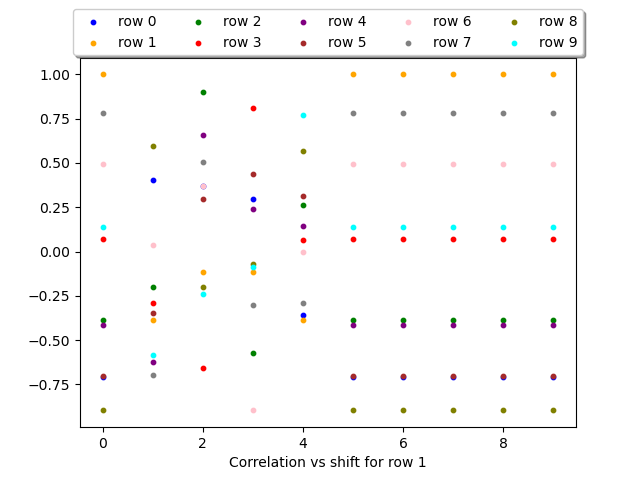 row 0 row 2 row 4 row 6 row 8
row 1 row 3 row 5 row 7 row 9
1.00
0.75
0.50
0.25
0.00
−0.25
−0.50
−0.75
0 2 4 6 8
Correlation vs shift for row 1